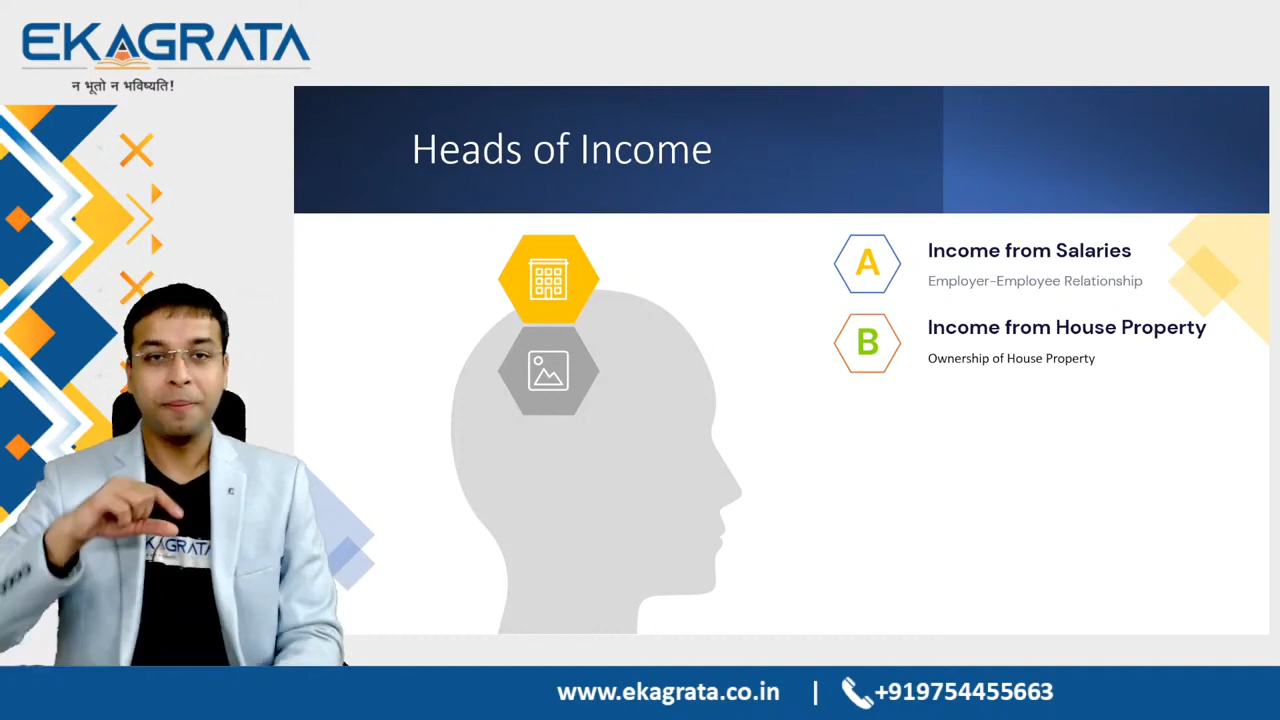 EKAGRATA
न भूतो न भविष्यति!
Heads of Income
A
Income from Salaries
Employer-Employee Relationship
B
Income from House Property
Ownership of House Property
EKAGRATA
www.ekagrata.co.in | +919754455663